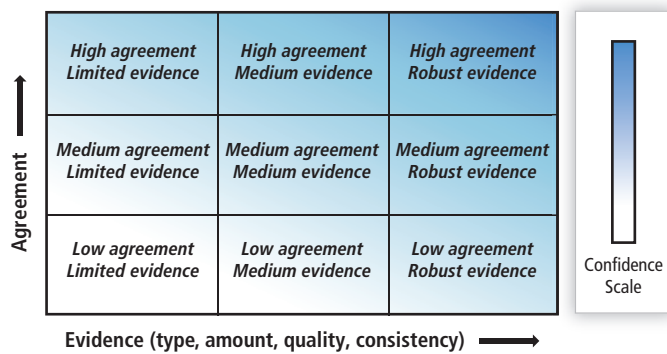 High agreement
Limited evidence
High agreement
Medium evidence
High agreement
Robust evidence
Medium agreement
Limited evidence
Medium agreement
Medium evidence
Medium agreement
Robust evidence
Low agreement
Limited evidence
Low agreement
Medium evidence
Low agreement
Robust evidence
Agreement
Evidence (type, amount, quality, consistency)
Confidence
Scale